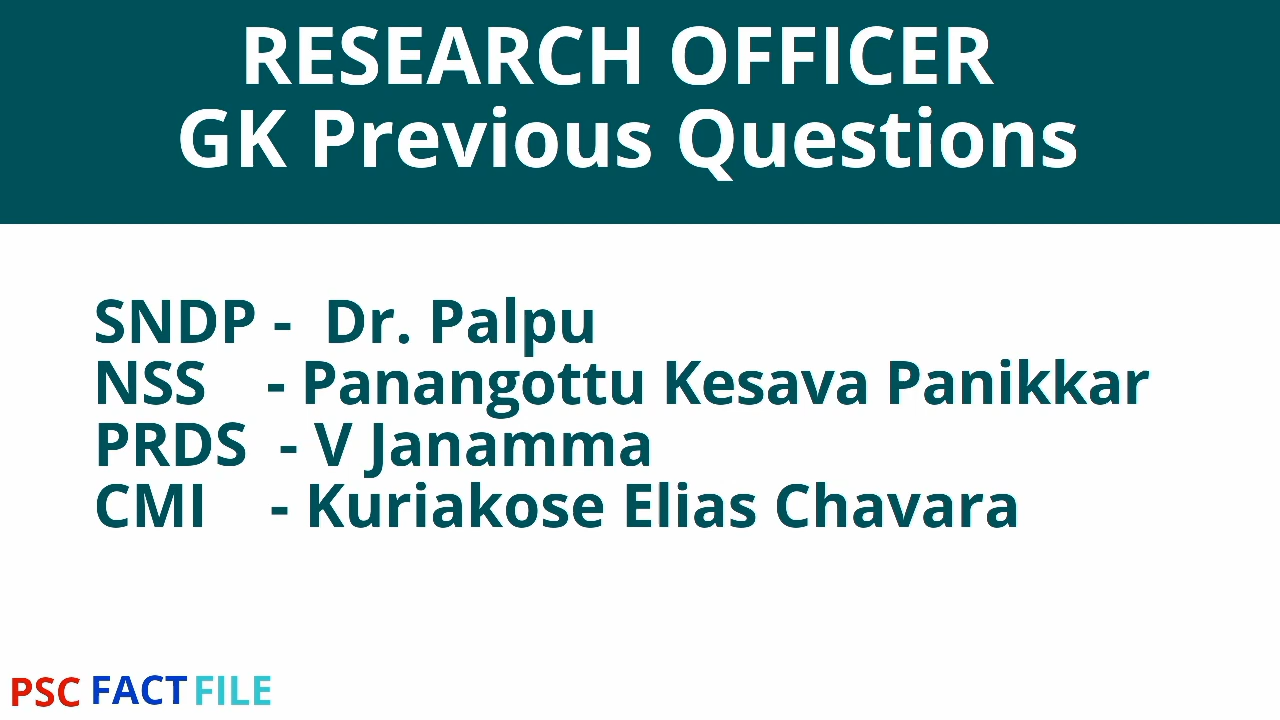 RESEARCH OFFICER
GK Previous Questions
SNDP - Dr. Palpu
NSS - Panangottu Kesava Panikkar
PRDS - V Janamma
CMI - Kuriakose Elias Chavara
PSC FACT FILE